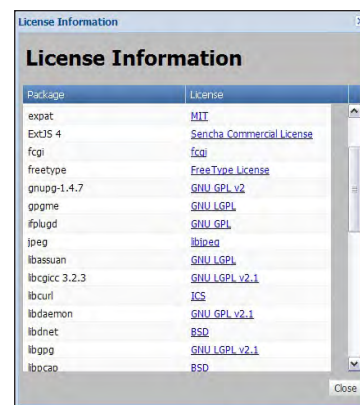 License Information
License Information
Package License
expat MIT
ExtJS 4 Sencha Commercial License
fcgi fcgi
freetype FreeType License
gnupg-1.4.7 GNU GPL v2
gpgme GNU LGPL
ifplugd GNU GPL
jpeg libjpeg
libassuan GNU LGPL
libcgicc 3.2.3 GNU LGPL v2.1
libcurl ICS
libdaemon GNU GPL v2.1
libdnet BSD
libgpg GNU LGPL v2.1
libpcap BSD
Close